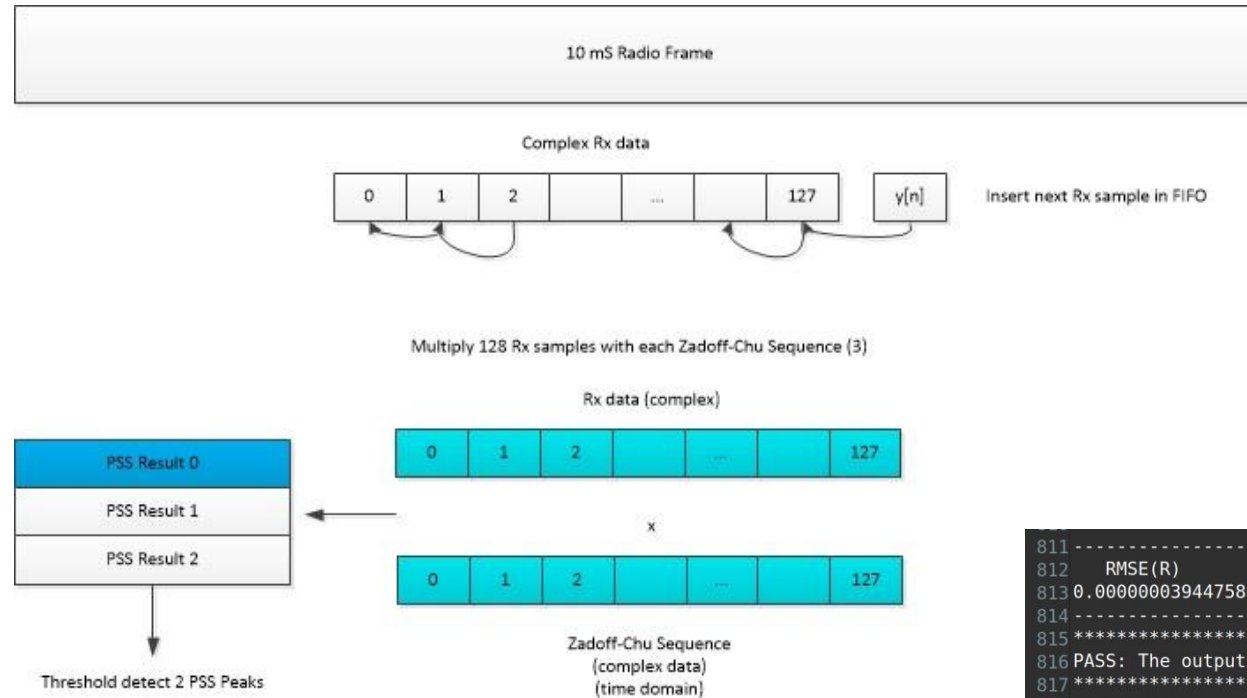 10 mS Radio Frame
Complex Rx data
0 1 2 ... 127 y[n] Insert next Rx sample in FIFO
Multiply 128 Rx samples with each Zadoff-Chu Sequence (3)
Rx data (complex)
0 1 2 ... 127
PSS Result 0
PSS Result 1
PSS Result 2
x
0 1 2 ... 127
Zadoff-Chu Sequence
(complex data)
(time domain)
Threshold detect 2 PSS Peaks
811 ----------------
812 RMSE(R)
813 0.00000003944758
814 ----------------
815 ****************
816 PASS: The output
817 ****************